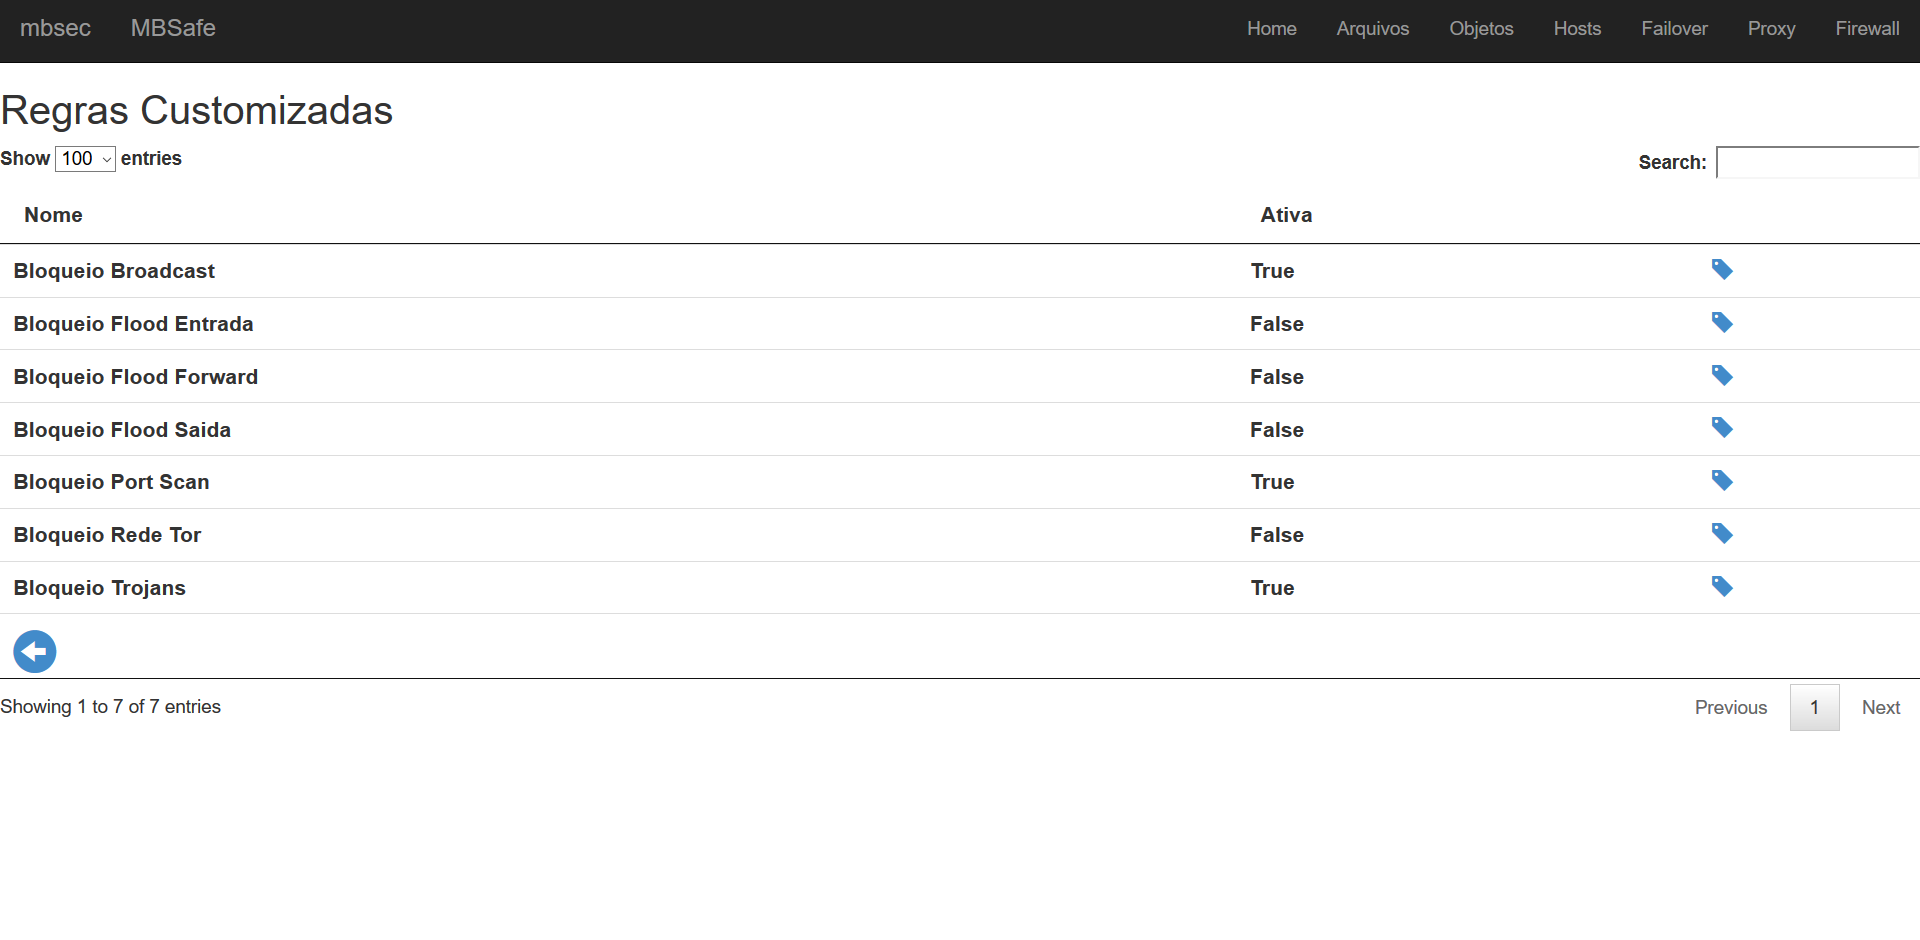 mbsec MBSafe Home Arquivos Objetos Hosts Failover Proxy Firewall
Regras Customizadas
Show 100 entries Search:
Nome Ativa
Bloqueio Broadcast True
Bloqueio Flood Entrada False
Bloqueio Flood Forward False
Bloqueio Flood Saida False
Bloqueio Port Scan True
Bloqueio Rede Tor False
Bloqueio Trojans True
Showing 1 to 7 of 7 entries Previous 1 Next